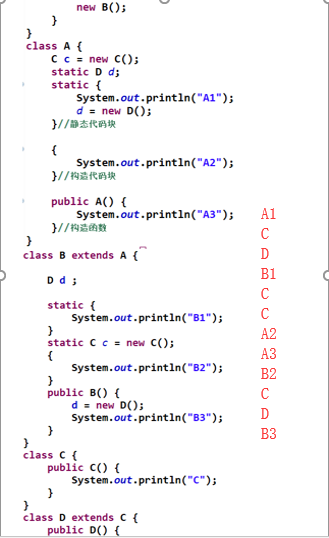 new B();
}
}
class A {
C c = new C();
static D d;
static {
System.out.println("A1");
d = new D();
}//静态代码块
{
System.out.println("A2");
}//构造代码块
public A() {
System.out.println("A3");
}//构造函数
}
class B extends A {
D d ;
static {
System.out.println("B1");
}
static C c = new C();
{
System.out.println("B2");
}
public B() {
d = new D();
System.out.println("B3");
}
}
class C {
public C() {
System.out.println("C");
}
}
class D extends C {
public D() {
A1
C
D
B1
C
C
A2
A3
B2
C
D
B3